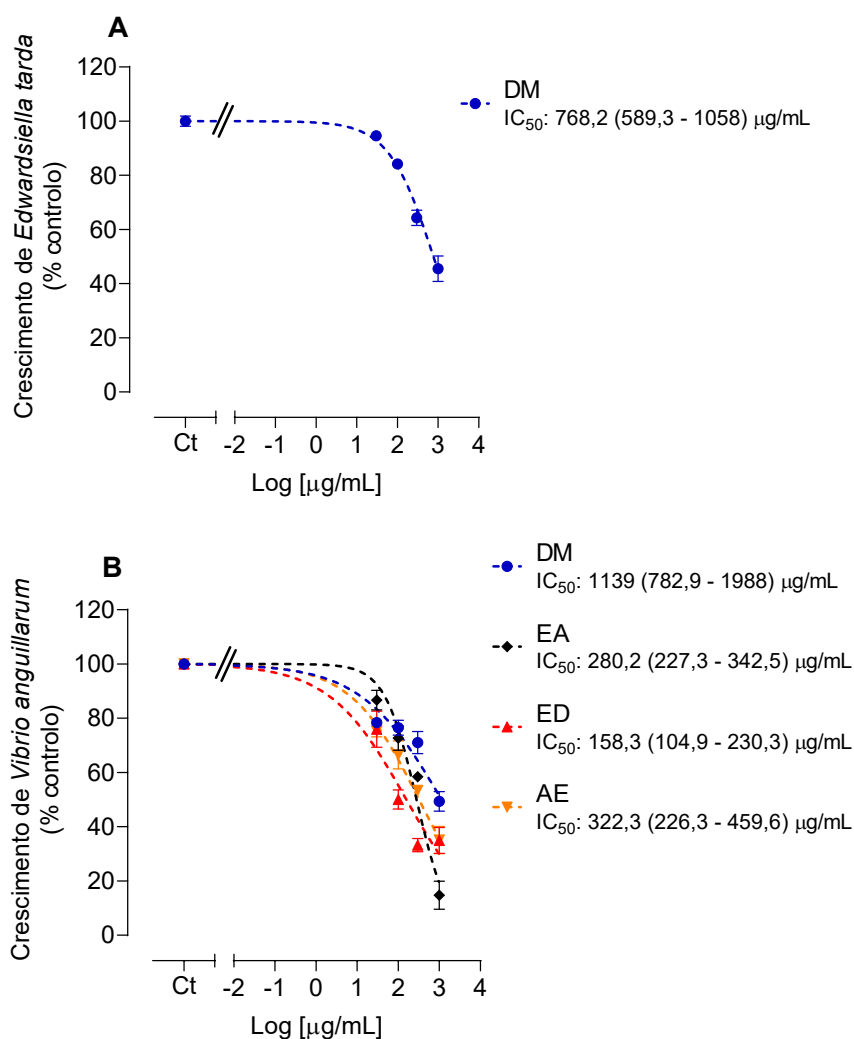 A
Crescimento de Edwardsiella tarda
(% controlo)
120
100
80
60
40
20
0
Ct
-2
-1
0
1
2
3
4
Log [μg/mL]
DM
IC50: 768,2 (589,3 - 1058) μg/mL
B
Crescimento de Vibrio anguillarum
(% controlo)
120
100
80
60
40
20
0
Ct
-2
-1
0
1
2
3
4
Log [μg/mL]
DM
IC50: 1139 (782,9 - 1988) μg/mL
EA
IC50: 280,2 (227,3 - 342,5) μg/mL
ED
IC50: 158,3 (104,9 - 230,3) μg/mL
AE
IC50: 322,3 (226,3 - 459,6) μg/mL